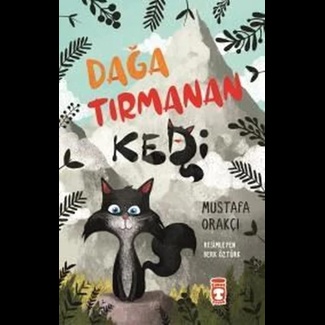 DAĞA
TIRMANAN
KEDİ
MUSTAFA
ORAKÇI
RESİMLEYEN
BERK ÖZTÜRK